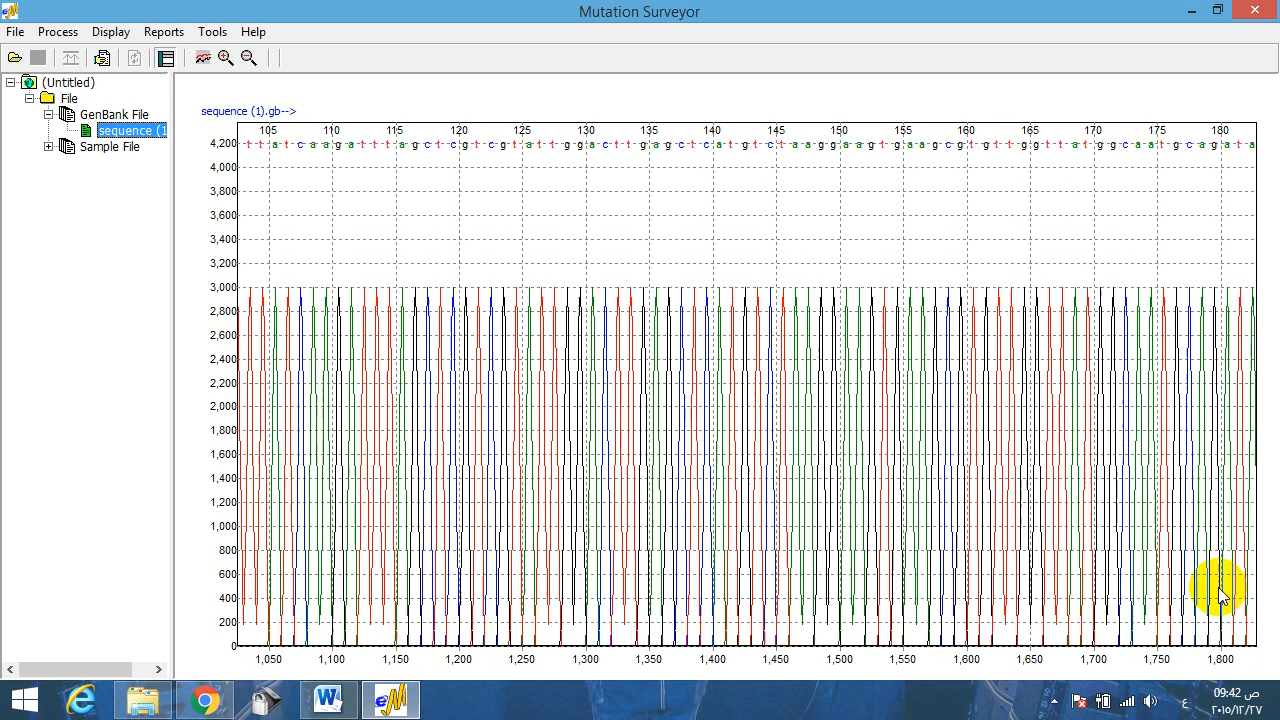 Mutation Surveyor
File Process Display Reports Tools Help
(Untitled)
File
GenBank File
sequence (1
Sample File
sequence (1).gb-->
105 110 115 120 125 130 135 140 145 150 155 160 165 170 175 180
t t a t c a a g a t t t a g c t c g t c g t a t t g g a c t t g a g c t c a t g t c t a a g g a a g t g a a g c g t g t t g g t t a t g g c a a t g c a g a t a
4,200
4,000
3,800
3,600
3,400
3,200
3,000
2,800
2,600
2,400
2,200
2,000
1,800
1,600
1,400
1,200
1,000
800
600
400
200
0
1,050 1,100 1,150 1,200 1,250 1,300 1,350 1,400 1,450 1,500 1,550 1,600 1,650 1,700 1,750 1,800
ع
09:42 ص
٢٠١٥/١٢/٢٧